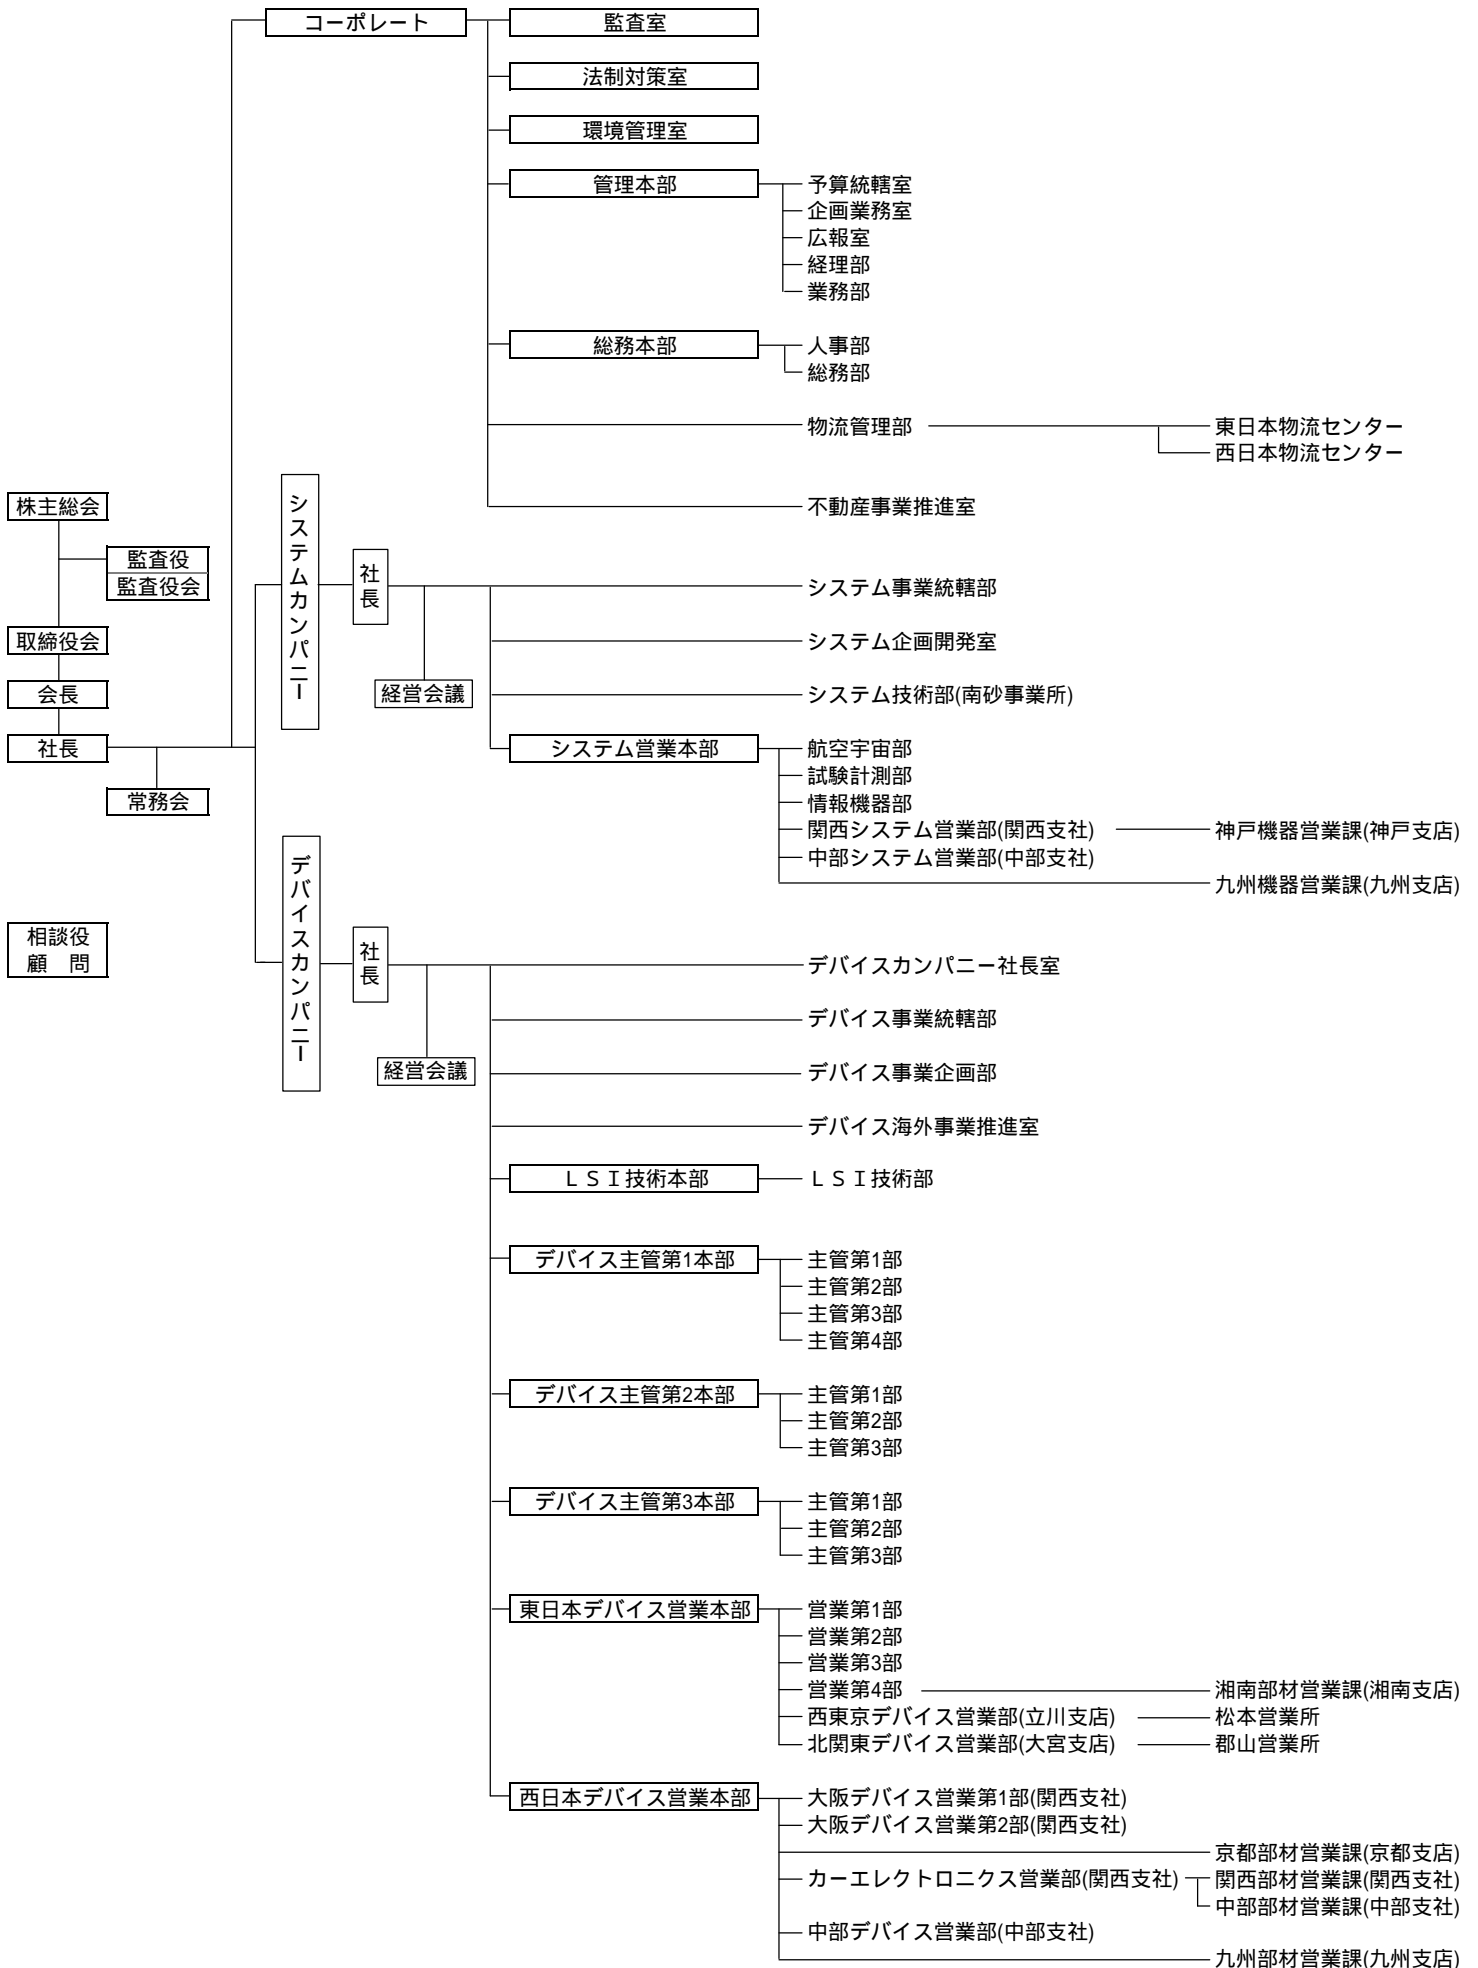 コーポレート
監査室
法制対策室
環境管理室
管理本部
予算統轄室
企画業務室
広報室
経理部
業務部
総務本部
人事部
総務部
物流管理部
東日本物流センター
西日本物流センター
不動産事業推進室
株主総会
監査役
監査役会
取締役会
会長
社長
常務会
相談役
顧　問
システムカンパニー
社長
経営会議
システム事業統轄部
システム企画開発室
システム技術部(南砂事業所)
システム営業本部
航空宇宙部
試験計測部
情報機器部
関西システム営業部(関西支社)
神戸機器営業課(神戸支店)
中部システム営業部(中部支社)
九州機器営業課(九州支店)
デバイスカンパニー
社長
経営会議
デバイスカンパニー社長室
デバイス事業統轄部
デバイス事業企画部
デバイス海外事業推進室
ＬＳＩ技術本部
ＬＳＩ技術部
デバイス主管第1本部
主管第1部
主管第2部
主管第3部
主管第4部
デバイス主管第2本部
主管第1部
主管第2部
主管第3部
デバイス主管第3本部
主管第1部
主管第2部
主管第3部
東日本デバイス営業本部
営業第1部
営業第2部
営業第3部
営業第4部
湘南部材営業課(湘南支店)
西東京デバイス営業部(立川支店)
松本営業所
北関東デバイス営業部(大宮支店)
郡山営業所
西日本デバイス営業本部
大阪デバイス営業第1部(関西支社)
大阪デバイス営業第2部(関西支社)
京都部材営業課(京都支店)
カーエレクトロニクス営業部(関西支社)
関西部材営業課(関西支社)
中部部材営業課(中部支社)
中部デバイス営業部(中部支社)
九州部材営業課(九州支店)